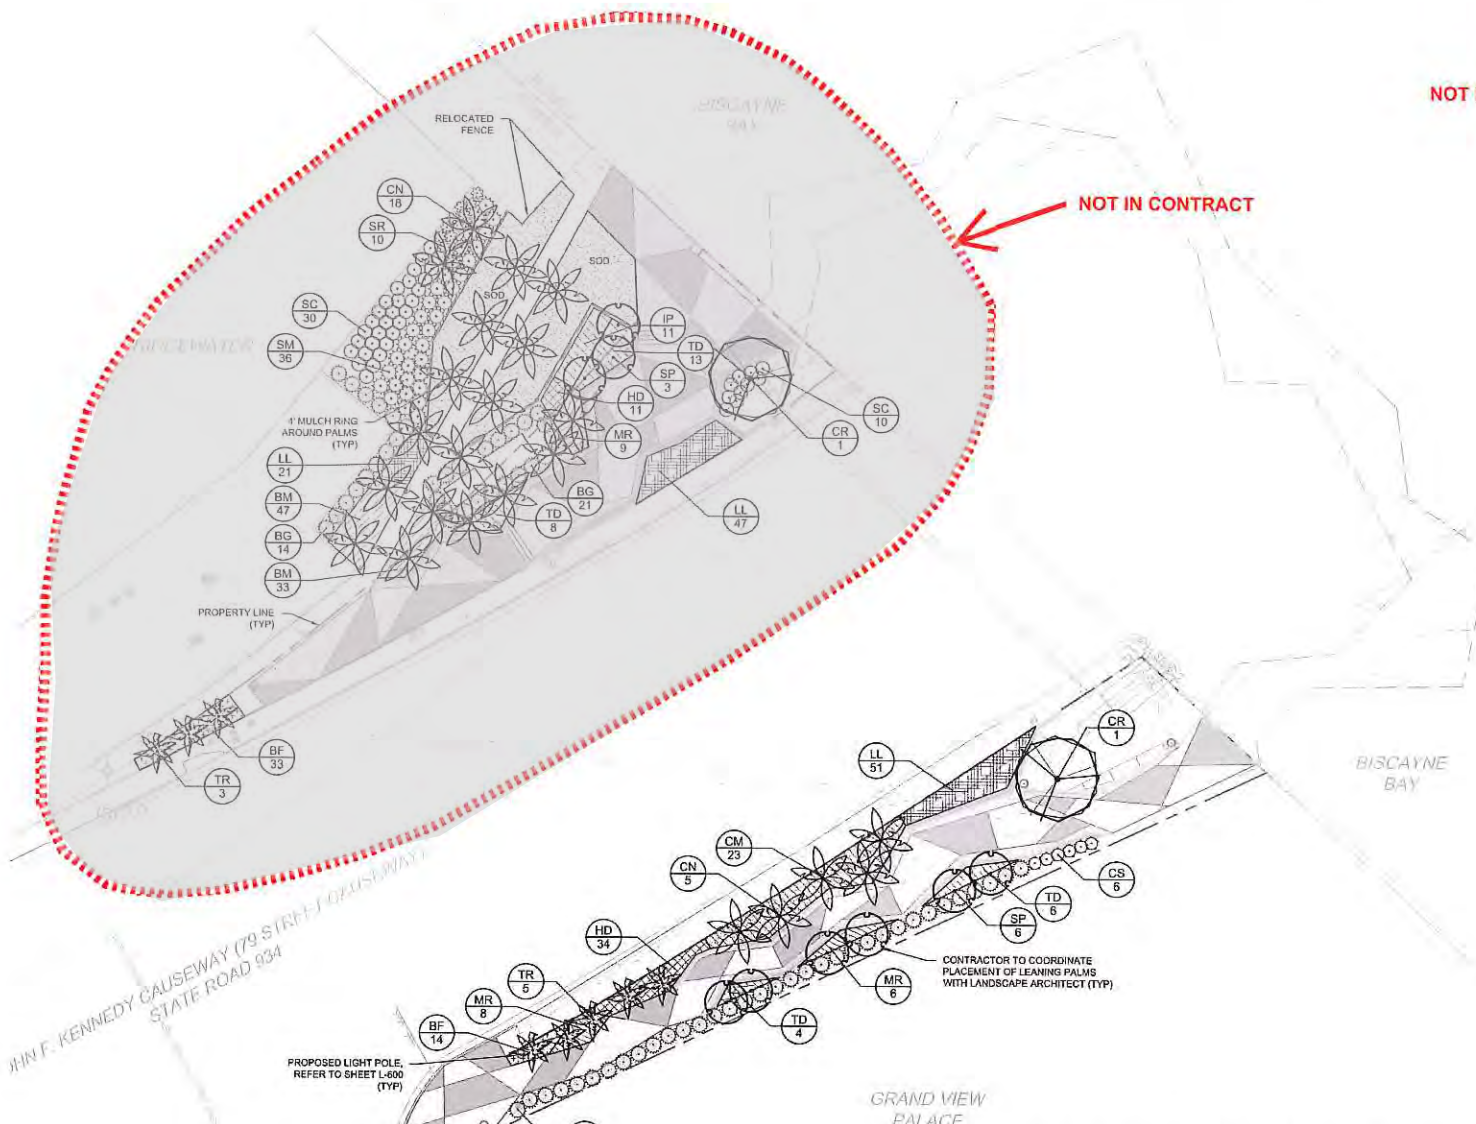 NOT
NOT IN CONTRACT
BISCAYNE
BAY
RELOCATED
FENCE
CN
18
SR
10
SOD
SOD
SC
30
SM
36
IP
11
TD
13
SP
3
HD
11
SC
10
CR
1
MR
9
4' MULCH RING
AROUND PALMS
(TYP)
LL
21
BM
47
BG
14
BM
33
BG
21
TD
8
LL
47
PROPERTY LINE
(TYP)
BF
33
TR
3
CR
1
LL
51
BISCAYNE
BAY
CM
23
CN
5
CS
6
TD
6
SP
6
HD
34
CONTRACTOR TO COORDINATE
PLACEMENT OF LEANING PALMS
WITH LANDSCAPE ARCHITECT (TYP)
TR
5
MR
6
MR
8
BF
14
TD
4
PROPOSED LIGHT POLE,
REFER TO SHEET L-600
(TYP)
F. KENNEDY CAUSEWAY (79 STREET CAUSEWAY)
STATE ROAD 934
GRAND VIEW
PALACE